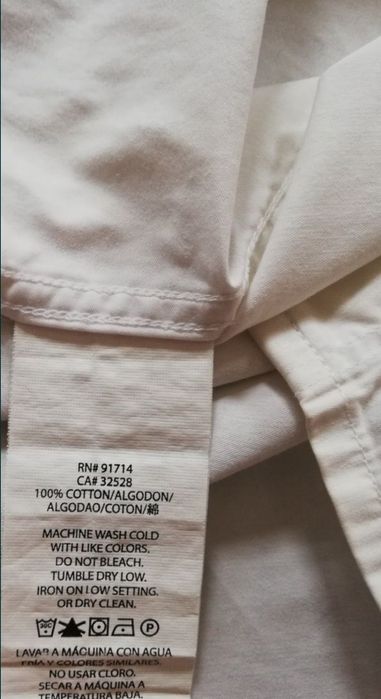 RN# 91714
CA# 32528
100% COTTON/ALGODON/
ALGODAO/COTON/綿
MACHINE WASH COLD
WITH LIKE COLORS.
DO NOT BLEACH.
TUMBLE DRY LOW.
IRON ON LOW SETTING.
OR DRY CLEAN.
P
LAVAR A MÁQUINA CON AGUA
FRÍA Y COLORES SIMILARES.
NO USAR CLORO.
SECAR A MÁQUINA A
TEMPERATURA BAJA.